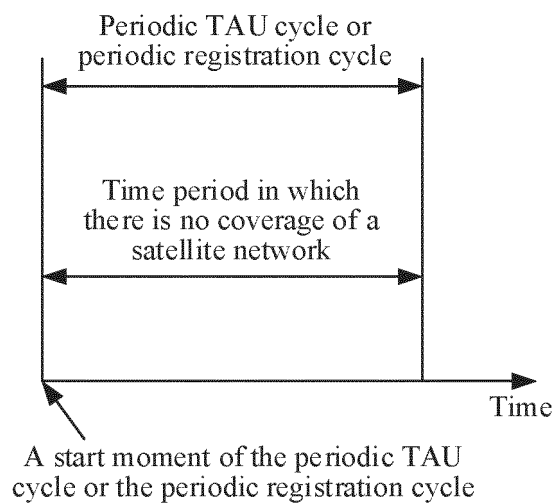 Periodic TAU cycle or
periodic registration cycle
Time period in which
there is no coverage of a
satellite network
Time
A start moment of the periodic TAU
cycle or the periodic registration cycle